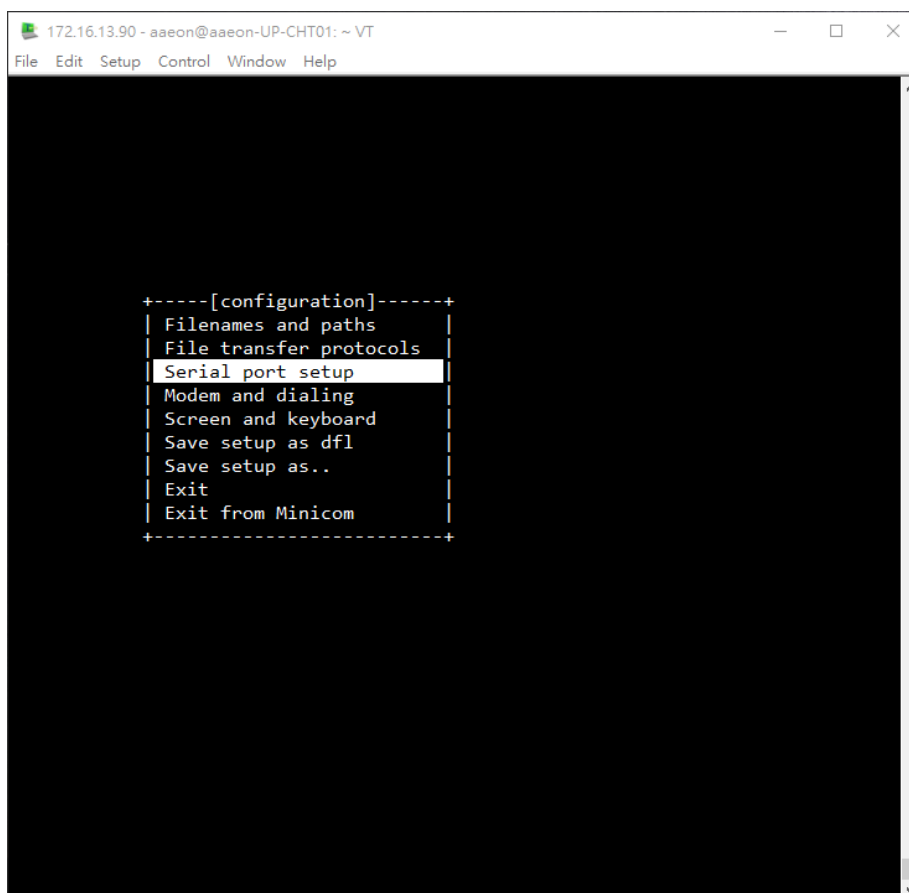 172.16.13.90 - aaeon@aaeon-UP-CHT01: ~ VT
File Edit Setup Control Window Help
+-----[configuration]------+
| Filenames and paths      |
| File transfer protocols  |
| Serial port setup        |
| Modem and dialing        |
| Screen and keyboard      |
| Save setup as dfl        |
| Save setup as..          |
| Exit                     |
| Exit from Minicom        |
+--------------------------+